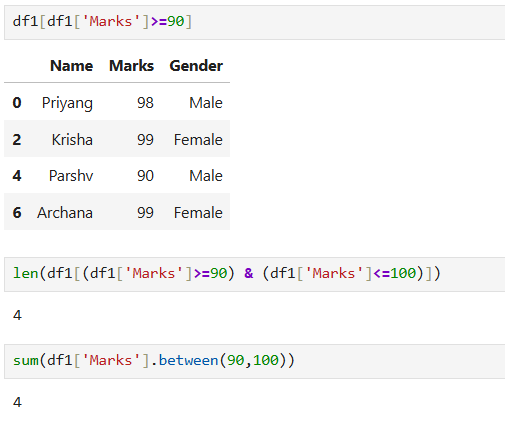 df1[df1['Marks']>=90]
Name Marks Gender
0 Priyang 98 Male
2 Krisha 99 Female
4 Parshv 90 Male
6 Archana 99 Female
len(df1[(df1['Marks']>=90) & (df1['Marks']<=100)])
4
sum(df1['Marks'].between(90,100))
4